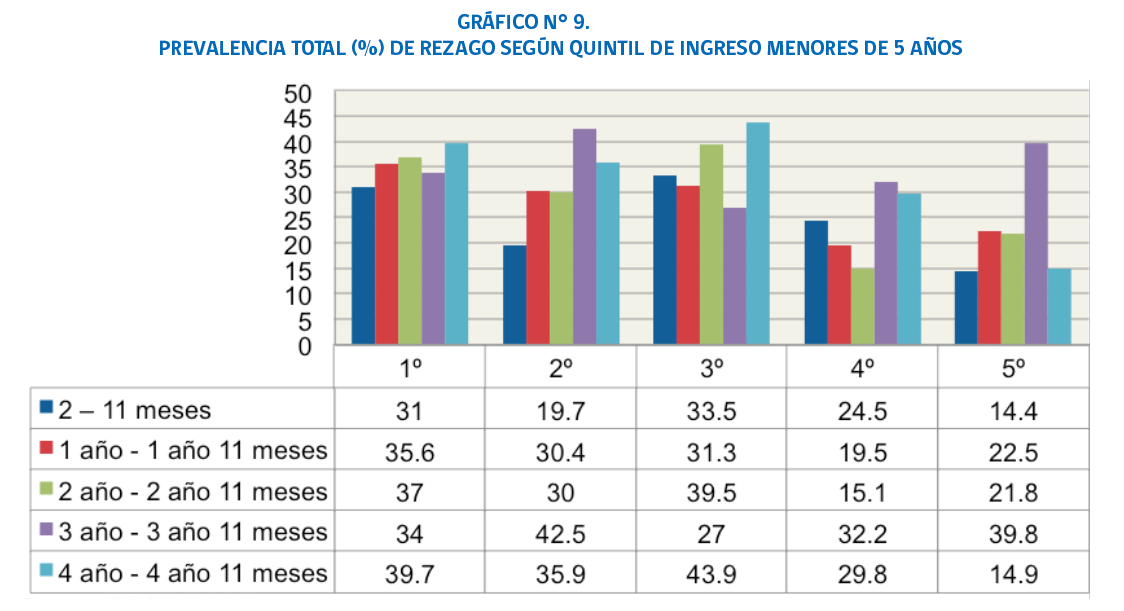 GRÁFICO N° 9.
PREVALENCIA TOTAL (%) DE REZAGO SEGÚN QUINTIL DE INGRESO MENORES DE 5 AÑOS
50
45
40
35
30
25
20
15
10
5
0
1º 2º 3º 4º 5º
2 – 11 meses 31 19.7 33.5 24.5 14.4
1 año - 1 año 11 meses 35.6 30.4 31.3 19.5 22.5
2 año - 2 año 11 meses 37 30 39.5 15.1 21.8
3 año - 3 año 11 meses 34 42.5 27 32.2 39.8
4 año - 4 año 11 meses 39.7 35.9 43.9 29.8 14.9